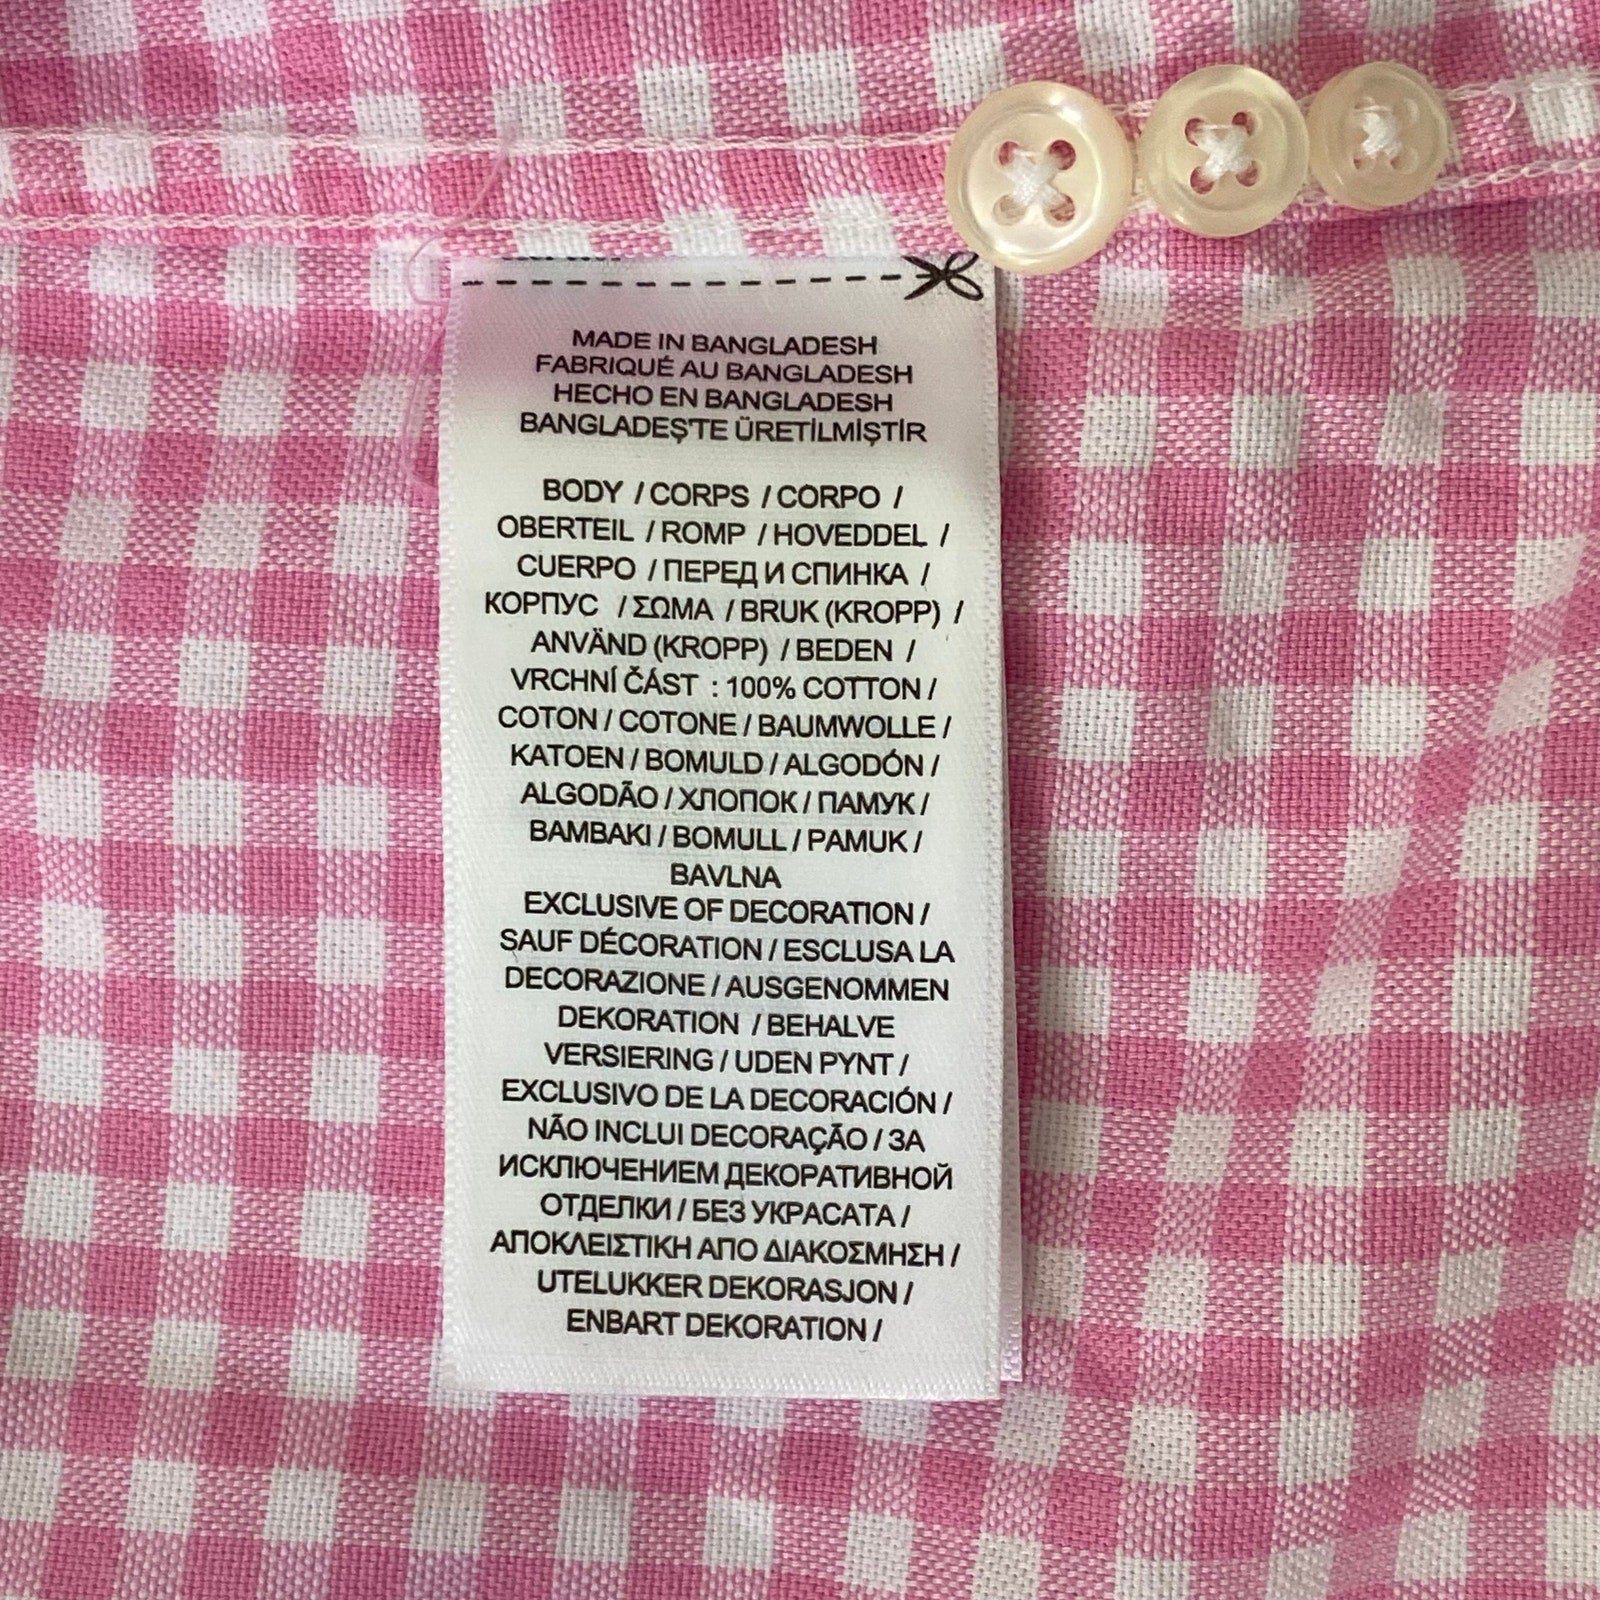 MADE IN BANGLADESH
FABRIQUÉ AU BANGLADESH
HECHO EN BANGLADESH
BANGLADEŞ'TE ÜRETİLMİŞTİR
BODY / CORPS / CORPO /
OBERTEIL / ROMP / HOVEDDEL /
CUERPO / ПЕРЕД И СПИНКА /
КОРПУС / ΣΩΜΑ / BRUK (KROPP) /
ANVÄND (KROPP) / BEDEN /
VRCHNÍ ČÁST : 100% COTTON /
COTON / COTONE / BAUMWOLLE /
KATOEN / BOMULD / ALGODÓN /
ALGODÃO / ХЛОПОК / ПАМУК /
BAMBAKI / BOMULL / PAMUK /
BAVLNA
EXCLUSIVE OF DECORATION /
SAUF DÉCORATION / ESCLUSA LA
DECORAZIONE / AUSGENOMMEN
DEKORATION / BEHALVE
VERSIERING / UDEN PYNT /
EXCLUSIVO DE LA DECORACIÓN /
NÃO INCLUI DECORAÇÃO / ЗА
ИСКЛЮЧЕНИЕМ ДЕКОРАТИВНОЙ
ОТДЕЛКИ / БЕЗ УКРАСАТА /
ΑΠΟΚΛΕΙΣΤΙΚΗ ΑΠΟ ΔΙΑΚΟΣΜΗΣΗ /
UTELUKKER DEKORASJON /
ENBART DEKORATION /